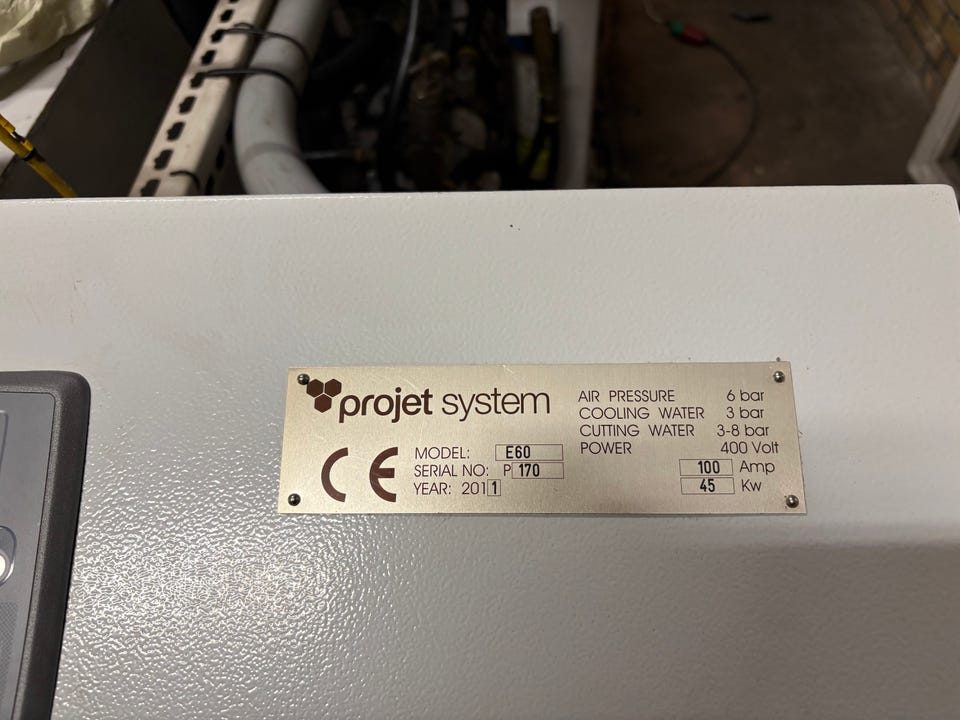 projet system
CE
MODEL: E60
SERIAL NO: P 170
YEAR: 2011
AIR PRESSURE 6 bar
COOLING WATER 3 bar
CUTTING WATER 3-8 bar
POWER 400 Volt
100 Amp
45 Kw